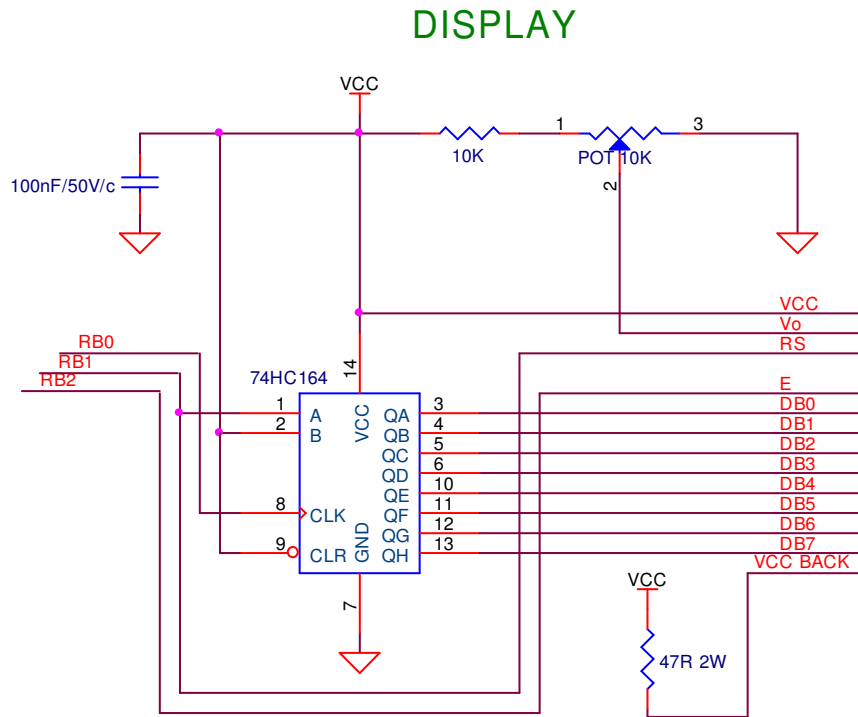 DISPLAY
VCC
1
3
10K
POT 10K
2
100nF/50V/c
VCC
Vo
RS
RB0
RB1
RB2
E
74HC164
14
1
A
VCC
QA
3
DB0
2
B
QB
4
DB1
QC
5
DB2
QD
6
DB3
QE
10
DB4
8
CLK
QF
11
DB5
QG
12
DB6
9
CLR
GND
QH
13
DB7
VCC BACK
7
VCC
47R 2W